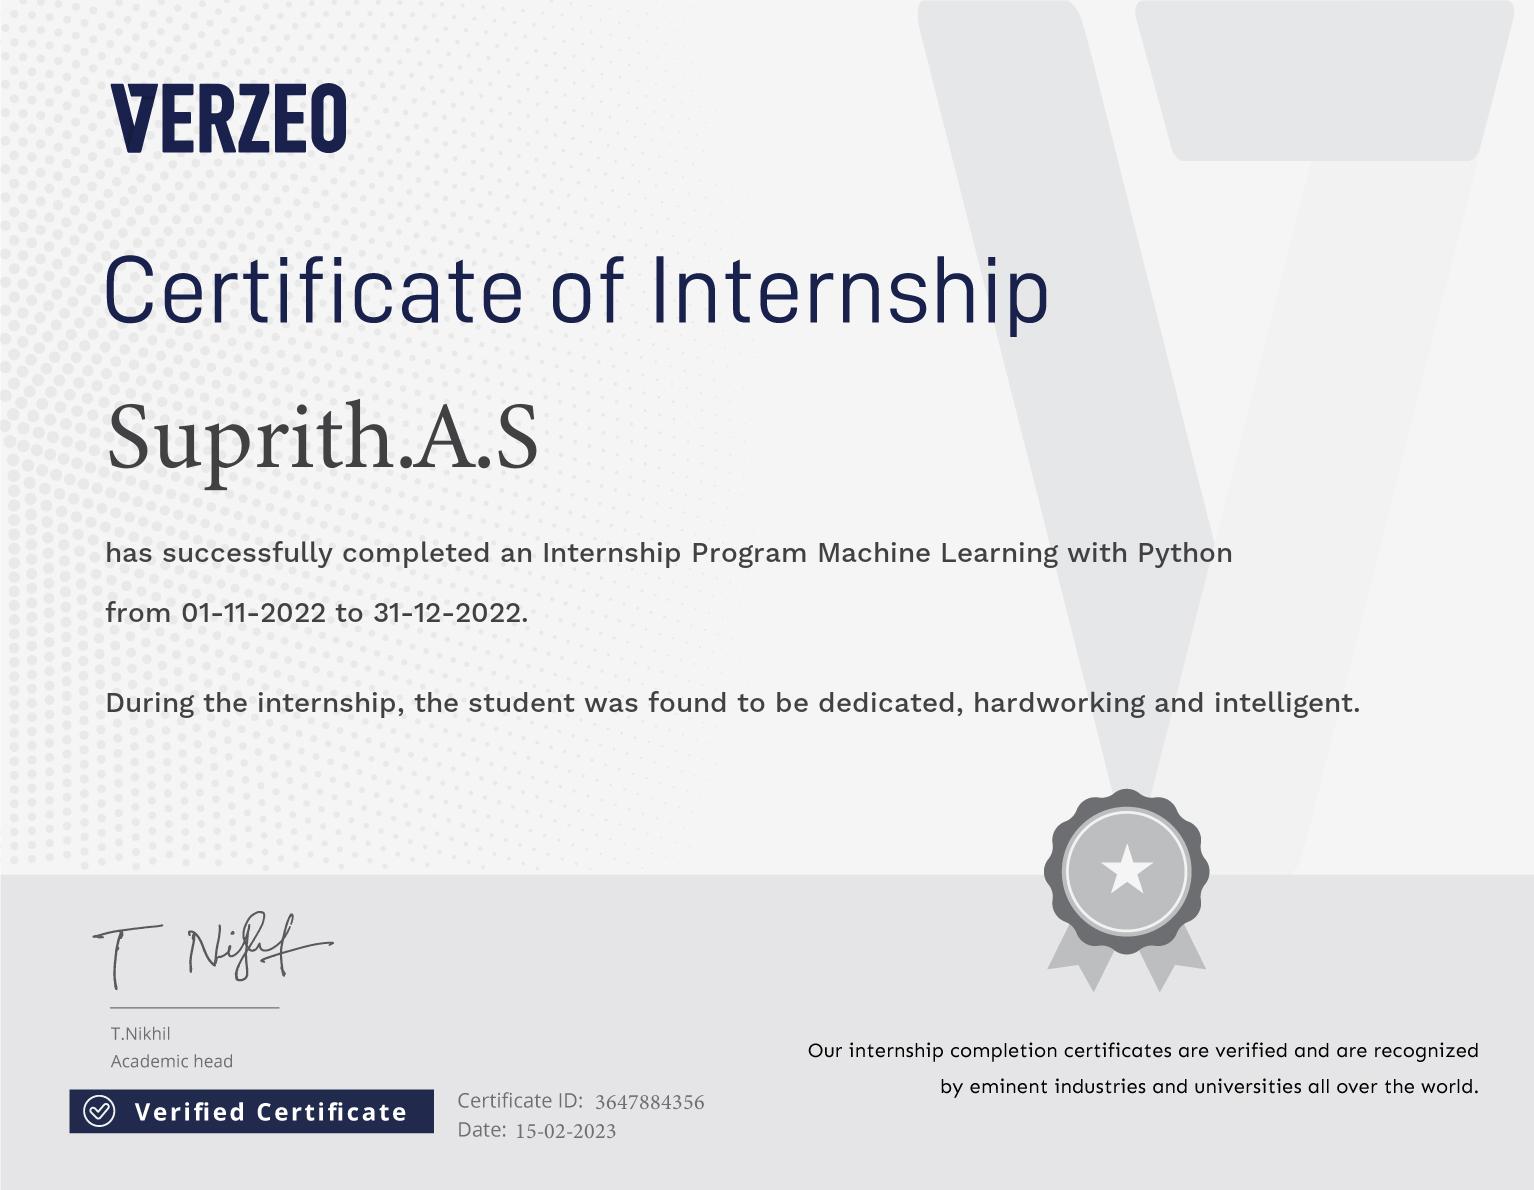 VERZEO
Certificate of Internship
Suprith.A.S
has successfully completed an Internship Program Machine Learning with Python
from 01-11-2022 to 31-12-2022.
During the internship, the student was found to be dedicated, hardworking and intelligent.
T Nikhil
T.Nikhil
Academic head
Verified Certificate
Certificate ID: 3647884356
Date: 15-02-2023
Our internship completion certificates are verified and are recognized
by eminent industries and universities all over the world.